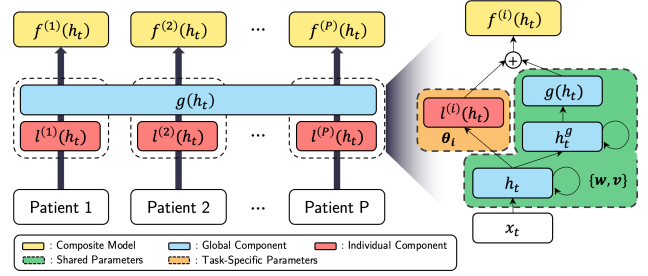 f^{(1)}(h_t) f^{(2)}(h_t) ... f^{(P)}(h_t)
g(h_t)
l^{(1)}(h_t) l^{(2)}(h_t) ... l^{(P)}(h_t)
Patient 1 Patient 2 ... Patient P
f^{(i)}(h_t)
+
g(h_t)
l^{(i)}(h_t)
θ_i
h_t^g
h_t
{w, v}
x_t
: Composite Model : Global Component : Individual Component
: Shared Parameters : Task-Specific Parameters